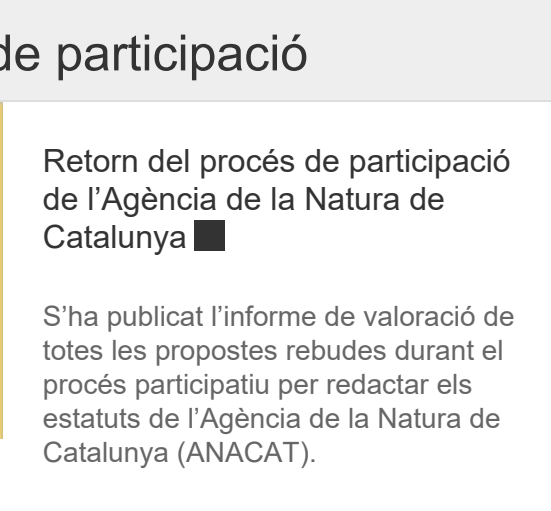 de participació
Retorn del procés de participació
de l’Agència de la Natura de
Catalunya
S’ha publicat l’informe de valoració de
totes les propostes rebudes durant el
procés participatiu per redactar els
estatuts de l’Agència de la Natura de
Catalunya (ANACAT).